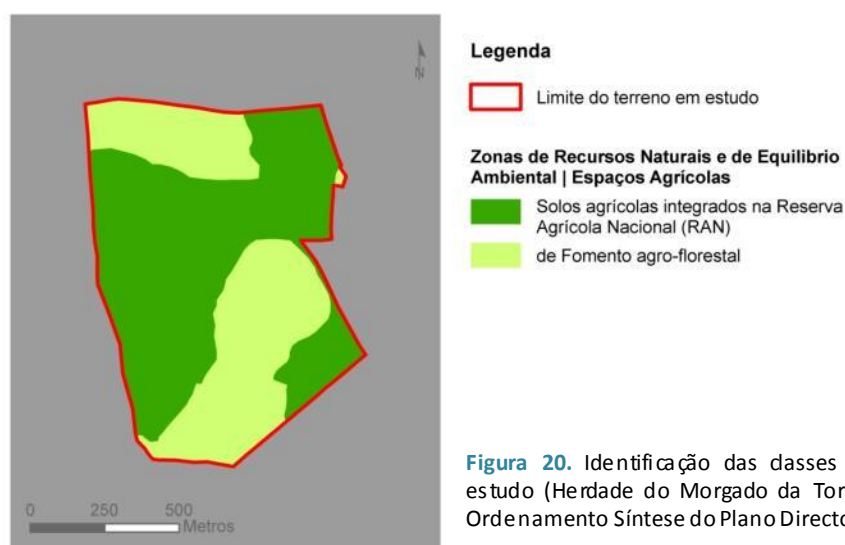 N
0 250 500
Metros
Legenda
Limite do terreno em estudo
Zonas de Recursos Naturais e de Equilibrio
Ambiental | Espaços Agrícolas
Solos agrícolas integrados na Reserva
Agrícola Nacional (RAN)
de Fomento agro-florestal
Figura 20. Identificação das classes
estudo (Herdade do Morgado da Tor
Ordenamento Síntese do Plano Directo